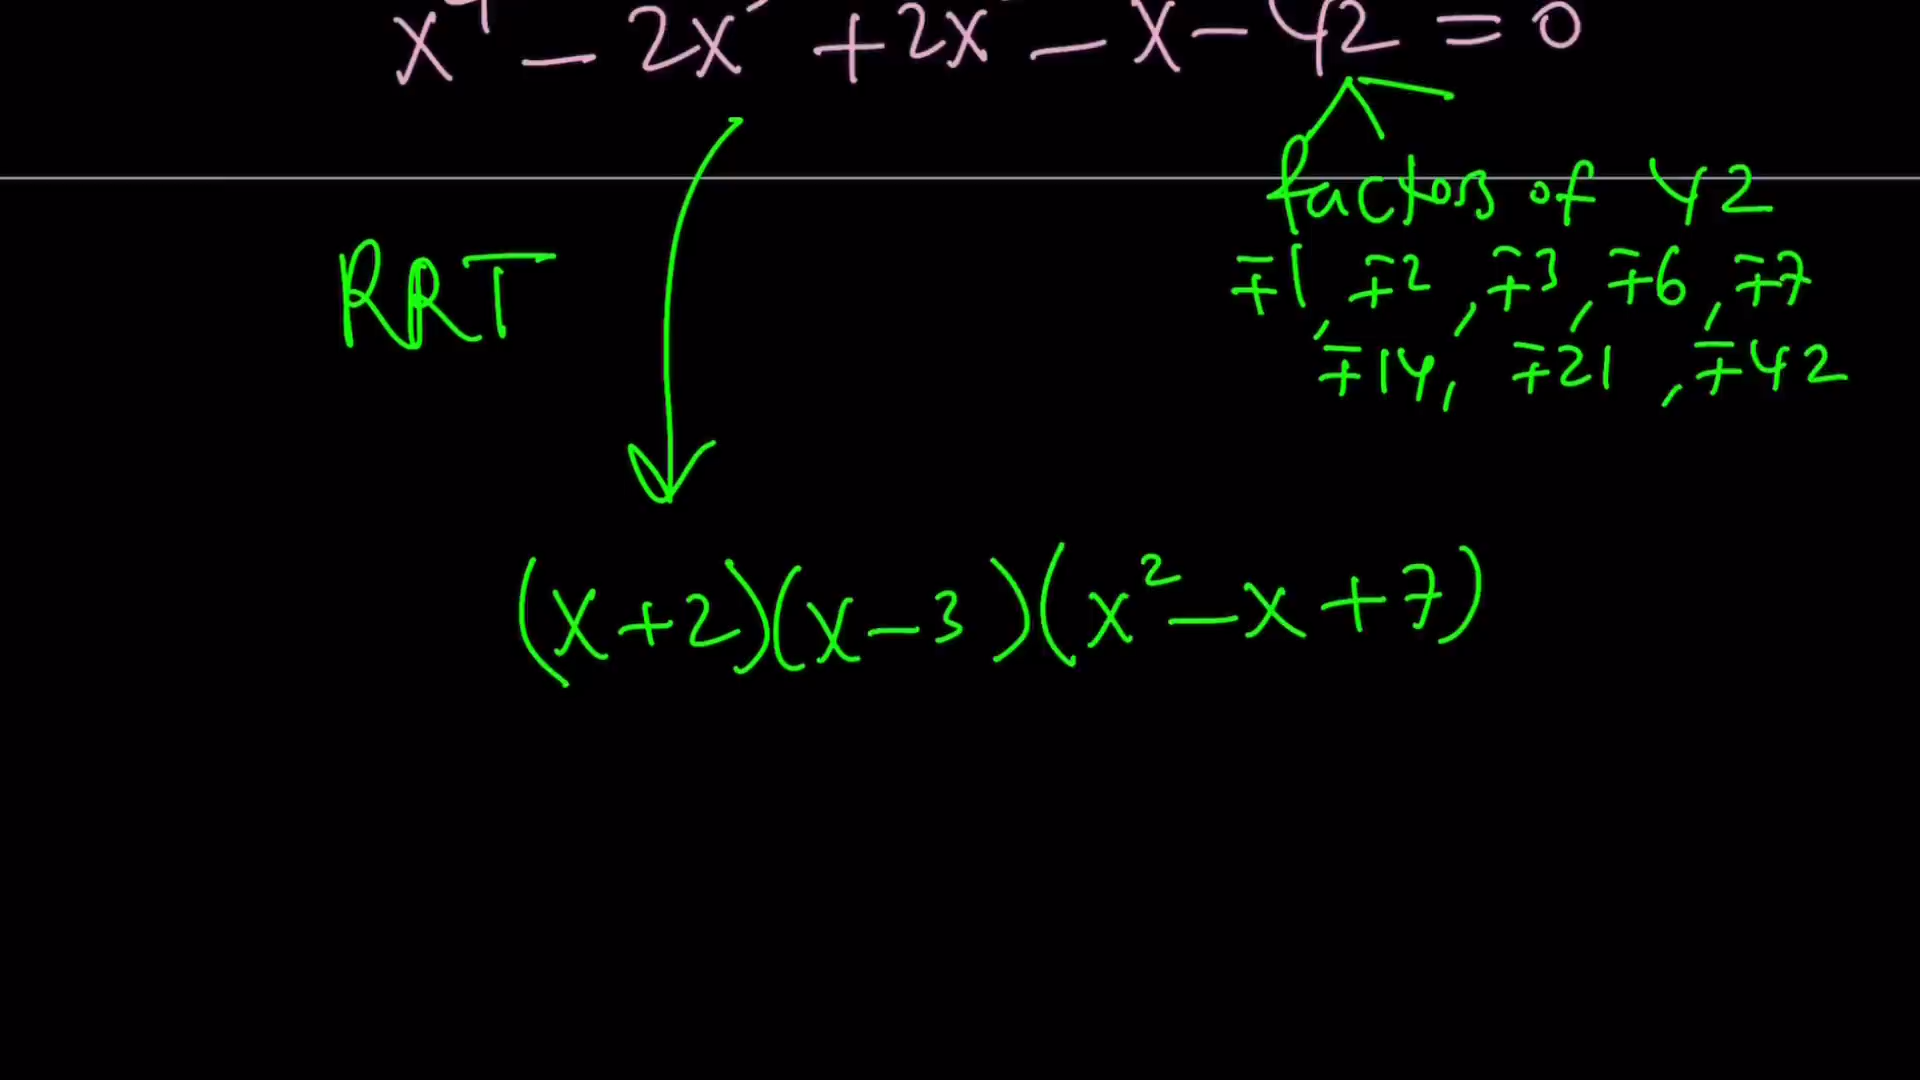 x⁴ - 2x³ + 2x² - x - 42 = 0
factors of 42
RRT
∓1, ∓2, ∓3, ∓6, ∓7
∓14, ∓21, ∓42
(x+2)(x-3)(x²-x+7)